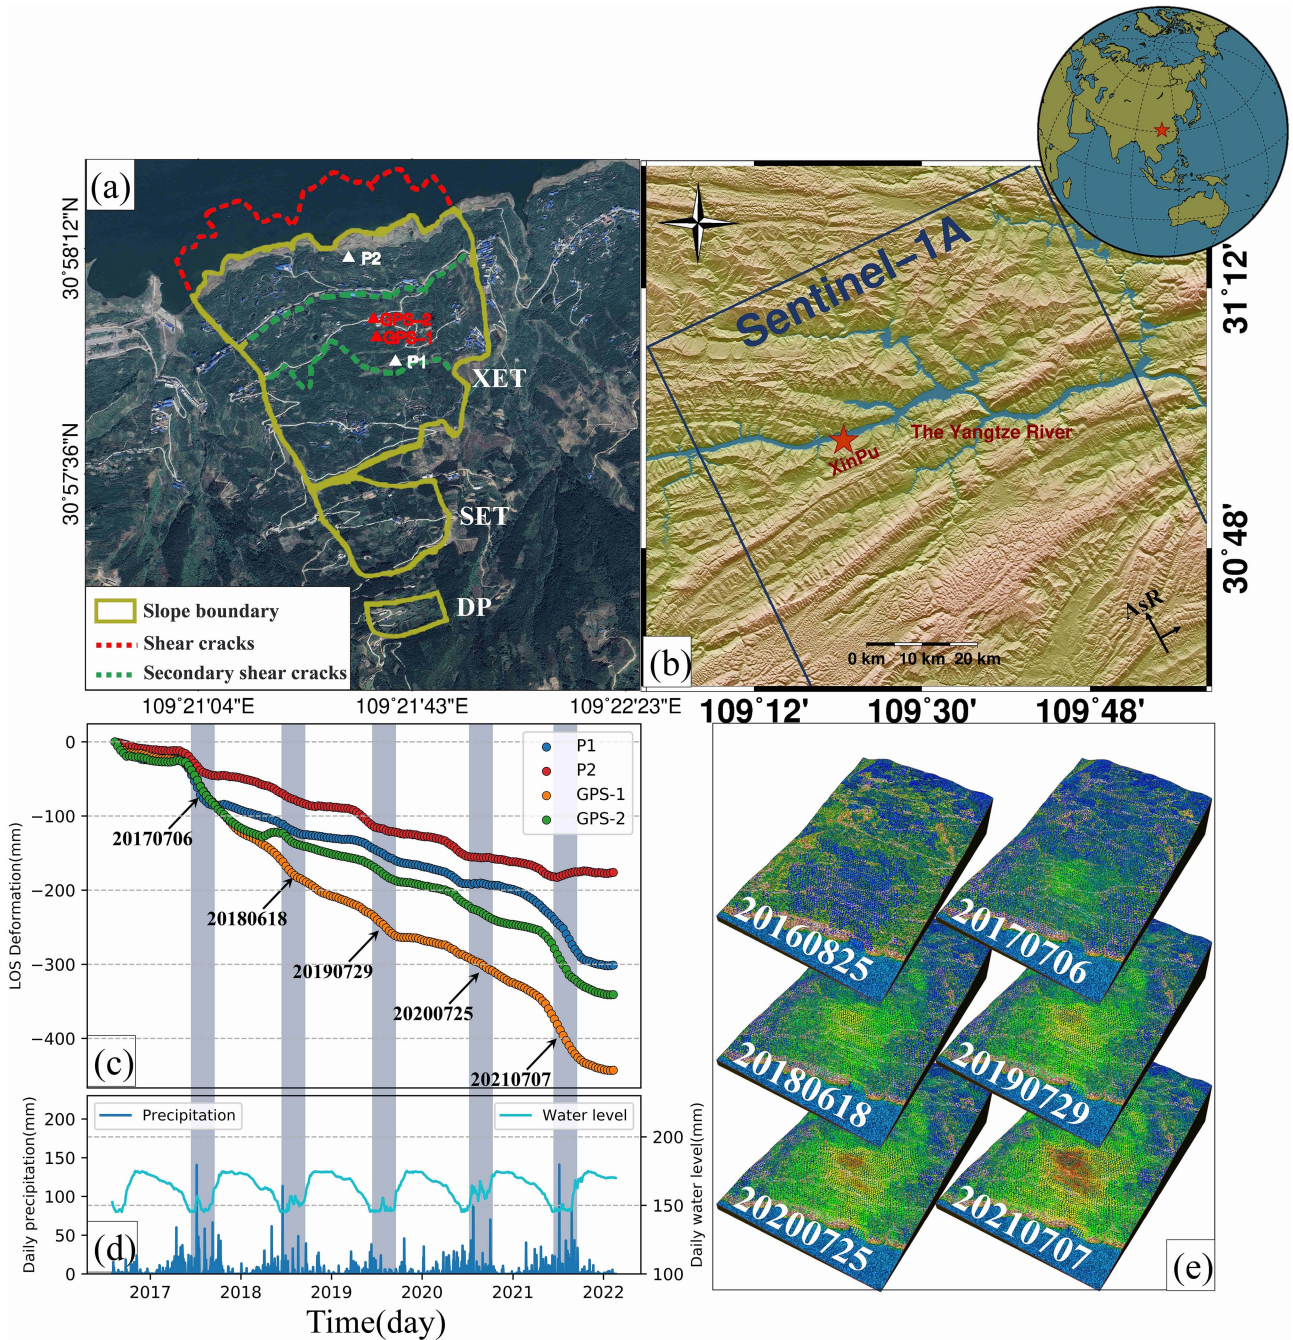 (a)
30°58'12"N
30°57'36"N
P2
GPS-2
GPS-1
P1
XET
SET
DP
Slope boundary
Shear cracks
Secondary shear cracks
109°21'04"E
109°21'43"E
109°22'23"E
Sentinel-1A
The Yangtze River
XinPu
AsR
0 km 10 km 20 km
(b)
31°12'
30°48'
109°12'
109°30'
109°48'
LOS Deformation(mm)
0
−100
−200
−300
−400
P1
P2
GPS-1
GPS-2
20170706
20180618
20190729
20200725
20210707
(c)
Daily precipitation(mm)
200
150
100
50
0
Precipitation
Water level
200
150
100
Daily water level(mm)
(d)
2017
2018
2019
2020
2021
2022
Time(day)
20160825
20170706
20180618
20190729
20200725
20210707
(e)